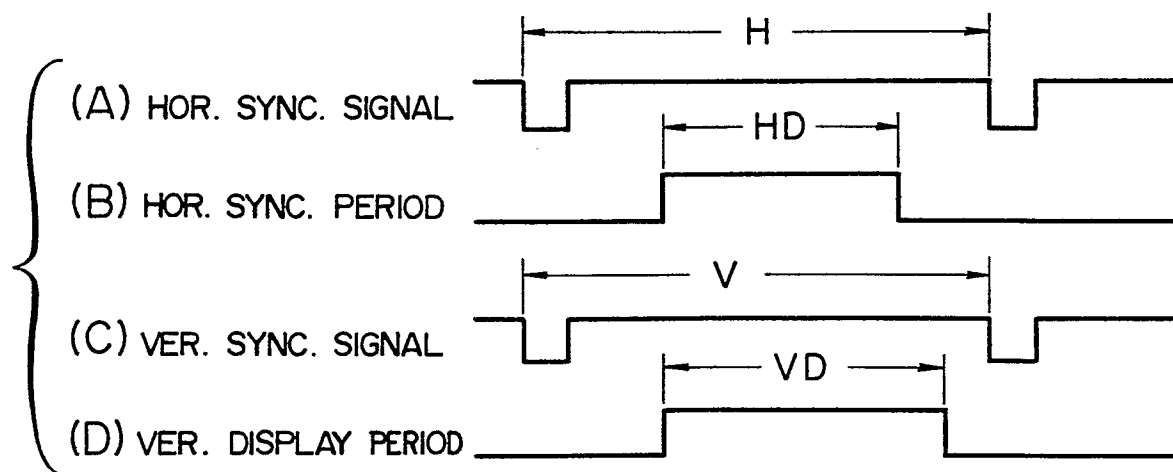 H
(A) HOR. SYNC. SIGNAL
HD
(B) HOR. SYNC. PERIOD
V
(C) VER. SYNC. SIGNAL
VD
(D) VER. DISPLAY PERIOD